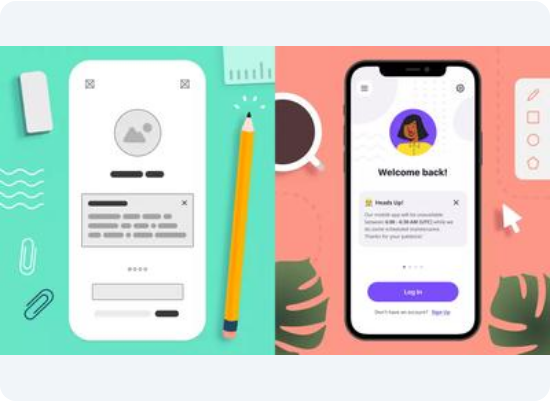 Welcome back!
Heads Up!
Our mobile app will be unavailable
between 4:00 - 6:30 AM (UTC) while we
do some scheduled maintenance.
Thanks for your patience!
Log In
Don't have an account? Sign Up